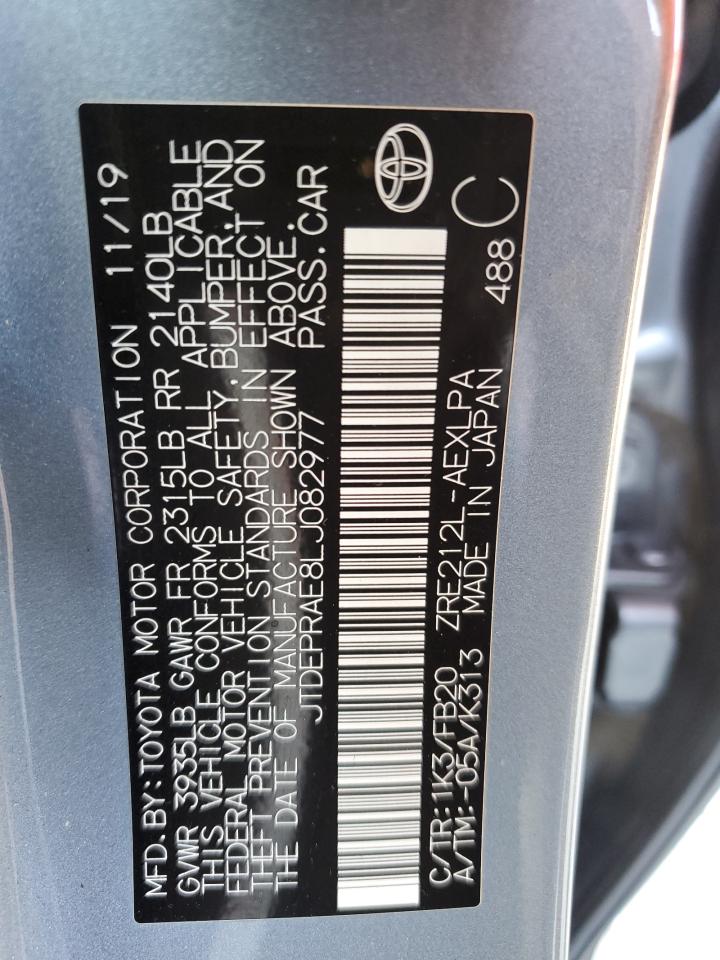 MFD.BY:TOYOTA MOTOR CORPORATION 11/19
GVWR 3935LB GAWR FR 2315LB RR 2140LB
THIS VEHICLE CONFORMS TO ALL APPLICABLE
FEDERAL MOTOR VEHICLE SAFETY,BUMPER,AND
THEFT PREVENTION STANDARDS IN EFFECT ON
THE DATE OF MANUFACTURE SHOWN ABOVE.
JTDEPRAE8LJ082977 PASS.CAR
C/TR:1K3/FB20 ZRE212L-AEXLPA
A/TM:-05A/K313 MADE IN JAPAN
488 C